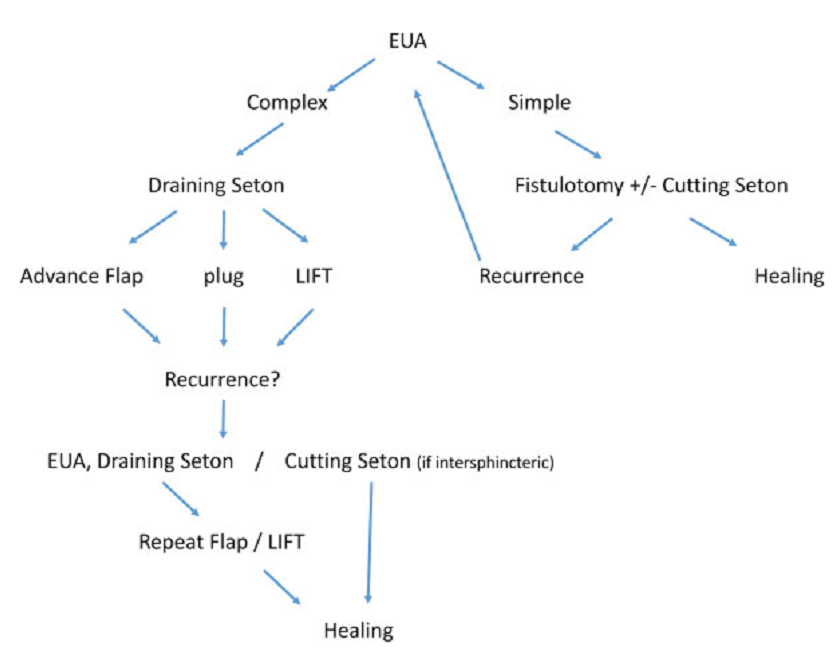 EUA
Complex
Simple
Draining Seton
Fistulotomy +/- Cutting Seton
Advance Flap
plug
LIFT
Recurrence
Healing
Recurrence?
EUA, Draining Seton / Cutting Seton (if intersphincteric)
Repeat Flap / LIFT
Healing